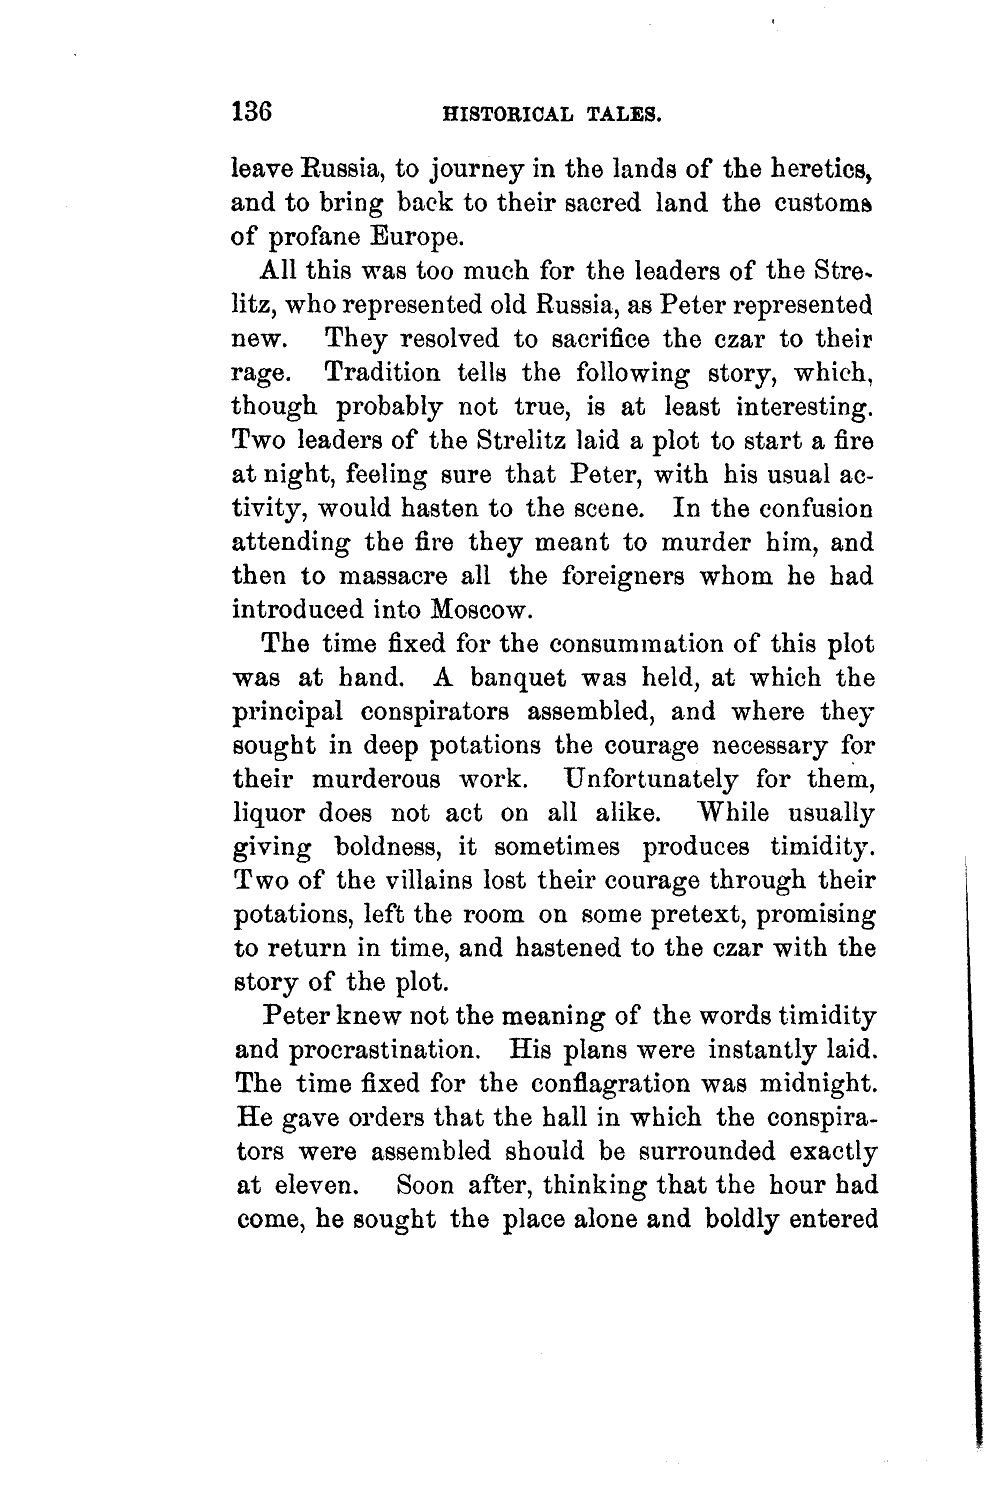 136 HISTORICAL TALES.
leave Russia, to journey in the lands of the heretics,
and to bring back to their sacred land the customs
of profane Europe.
All this was too much for the leaders of the Stre-
litz, who represented old Russia, as Peter represented
new. They resolved to sacrifice the czar to their
rage. Tradition tells the following story, which,
though probably not true, is at least interesting.
Two leaders of the Strelitz laid a plot to start a fire
at night, feeling sure that Peter, with his usual ac-
tivity, would hasten to the scene. In the confusion
attending the fire they meant to murder him, and
then to massacre all the foreigners whom he had
introduced into Moscow.
The time fixed for the consummation of this plot
was at hand. A banquet was held, at which the
principal conspirators assembled, and where they
sought in deep potations the courage necessary for
their murderous work. Unfortunately for them,
liquor does not act on all alike. While usually
giving boldness, it sometimes produces timidity.
Two of the villains lost their courage through their
potations, left the room on some pretext, promising
to return in time, and hastened to the czar with the
story of the plot.
Peter knew not the meaning of the words timidity
and procrastination. His plans were instantly laid.
The time fixed for the conflagration was midnight.
He gave orders that the hall in which the conspira-
tors were assembled should be surrounded exactly
at eleven. Soon after, thinking that the hour had
come, he sought the place alone and boldly entered